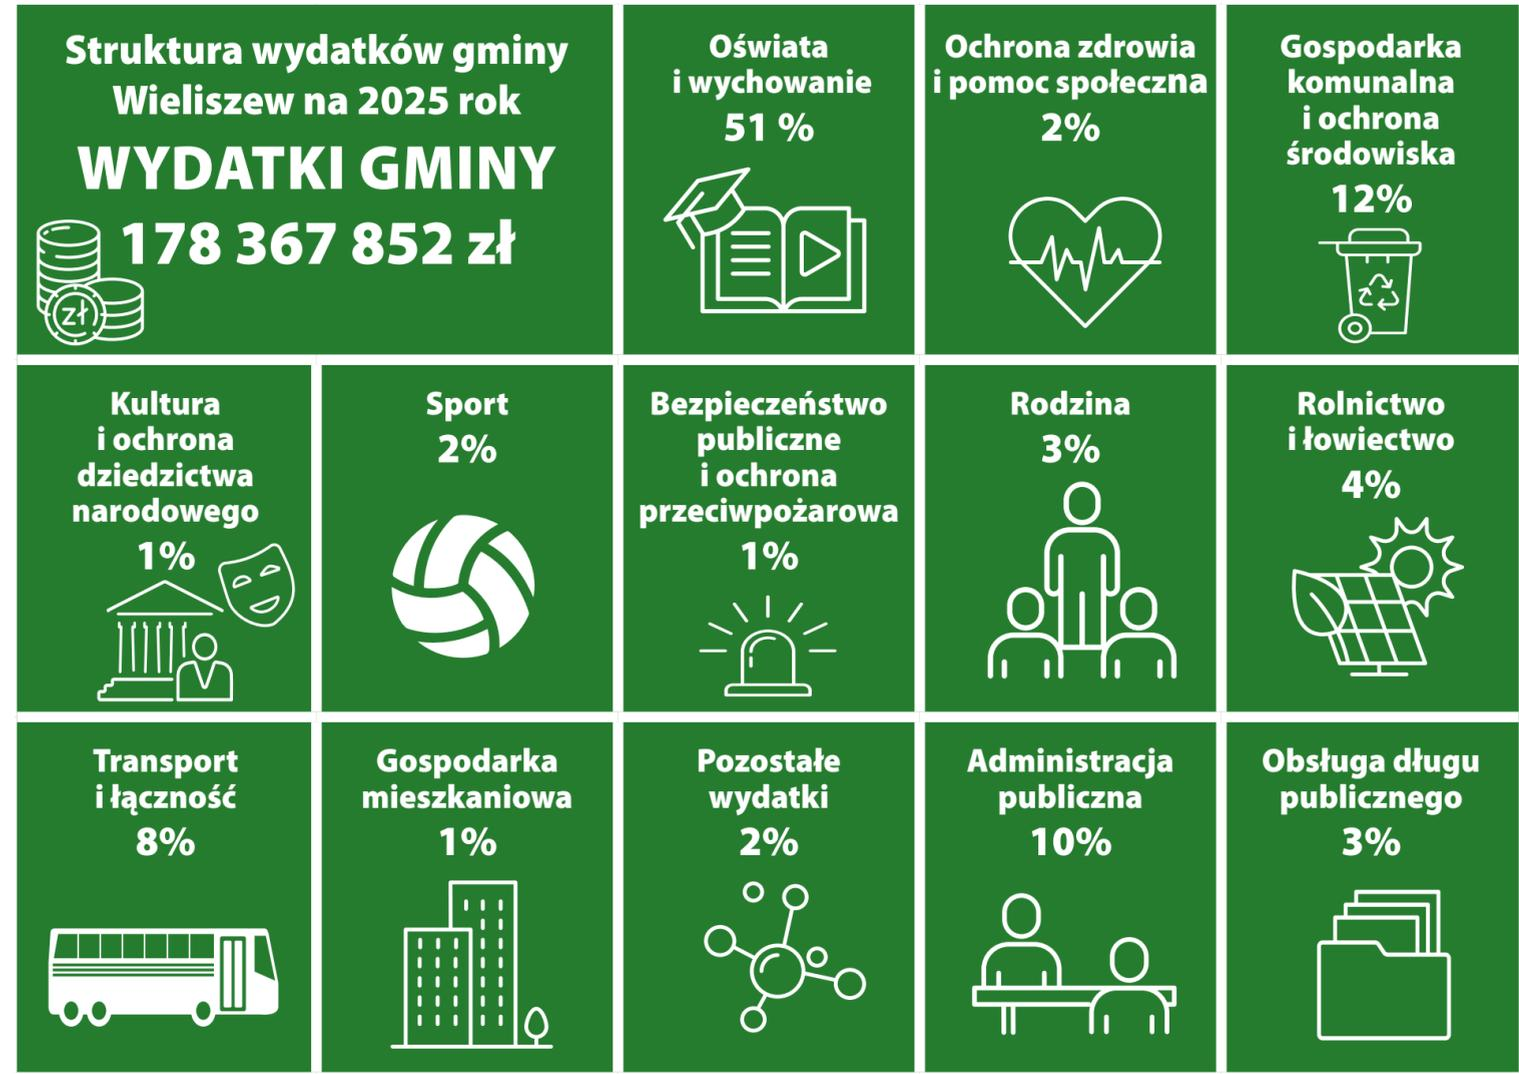 Struktura wydatków gminy
Wieliszew na 2025 rok
WYDATKI GMINY
178 367 852 zł
zł
Oświata
i wychowanie
51 %
Ochrona zdrowia
i pomoc społeczna
2%
Gospodarka
komunalna
i ochrona
środowiska
12%
Kultura
i ochrona
dziedzictwa
narodowego
1%
Sport
2%
Bezpieczeństwo
publiczne
i ochrona
przeciwpożarowa
1%
Rodzina
3%
Rolnictwo
i łowiectwo
4%
Transport
i łączność
8%
Gospodarka
mieszkaniowa
1%
Pozostałe
wydatki
2%
Administracja
publiczna
10%
Obsługa długu
publicznego
3%